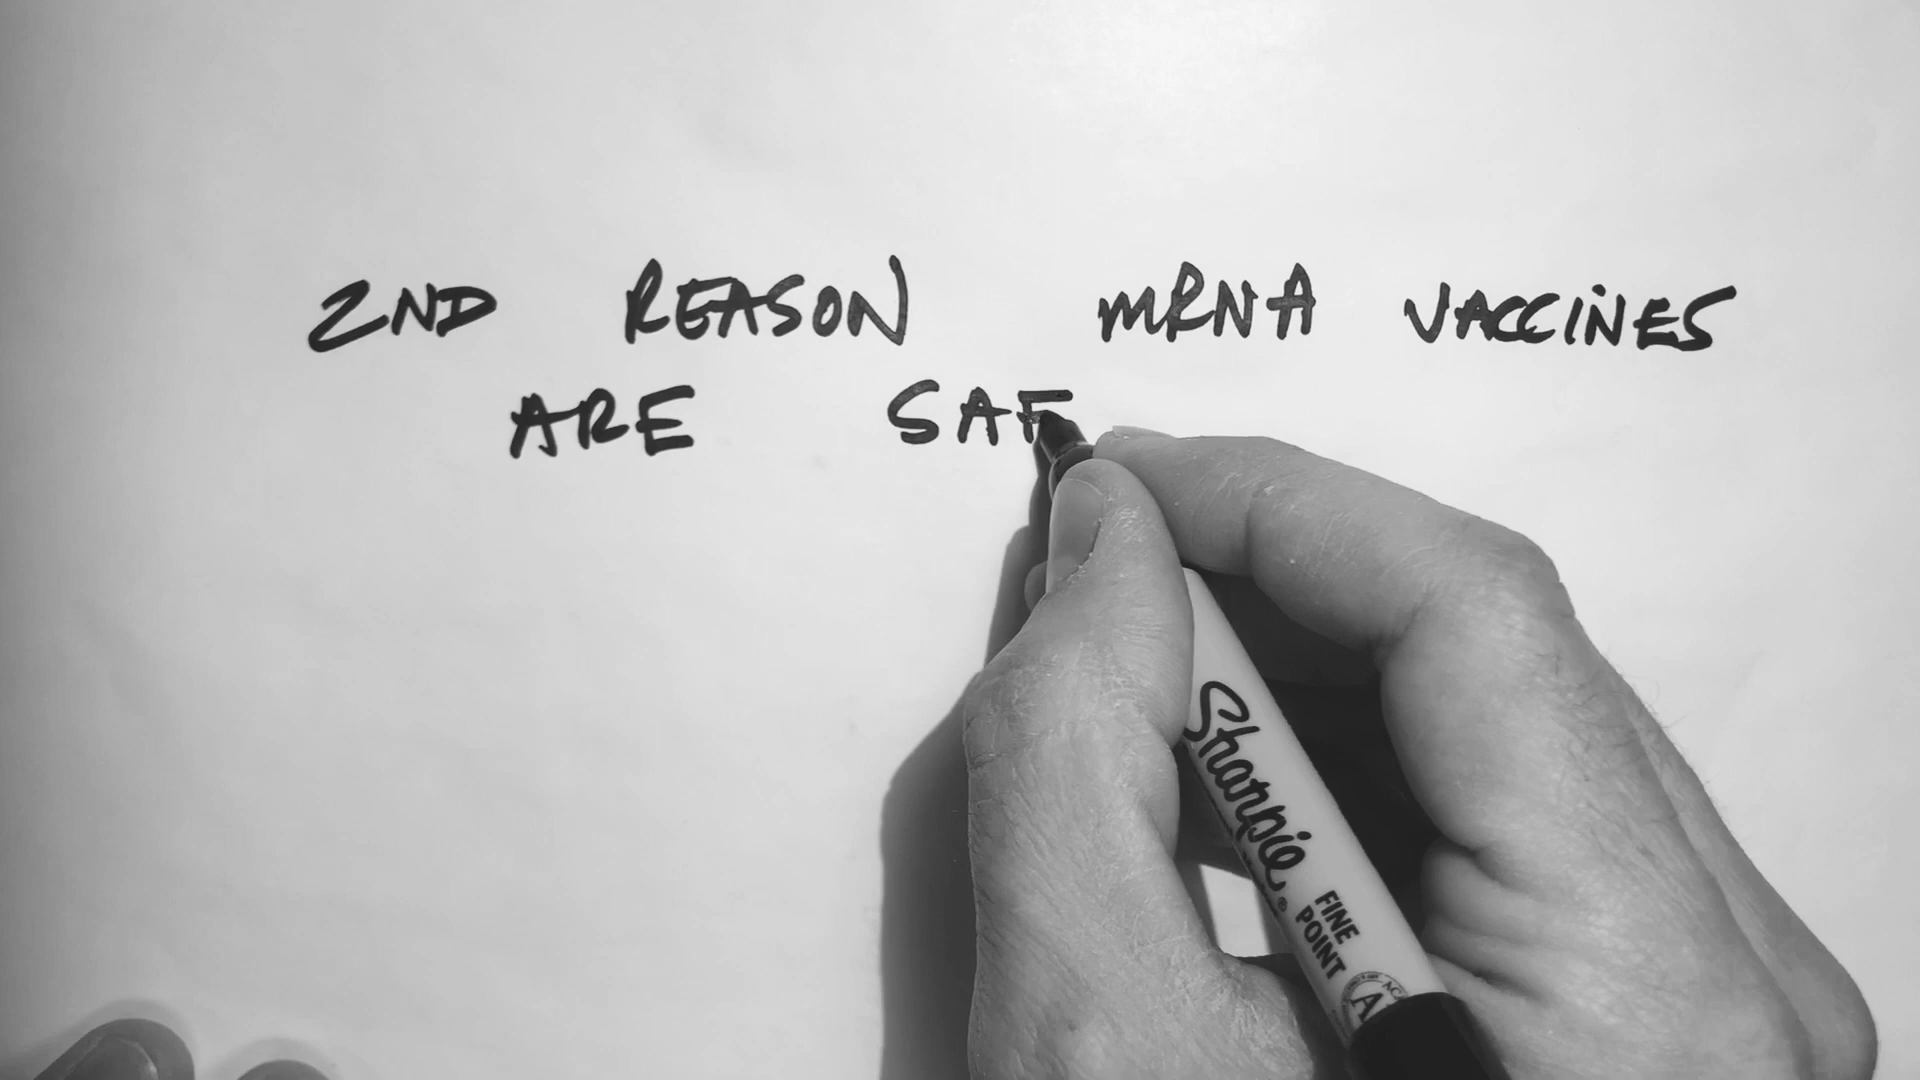 2ND REASON mRNA VACCINES
ARE SAF
Sharpie
FINE
POINT